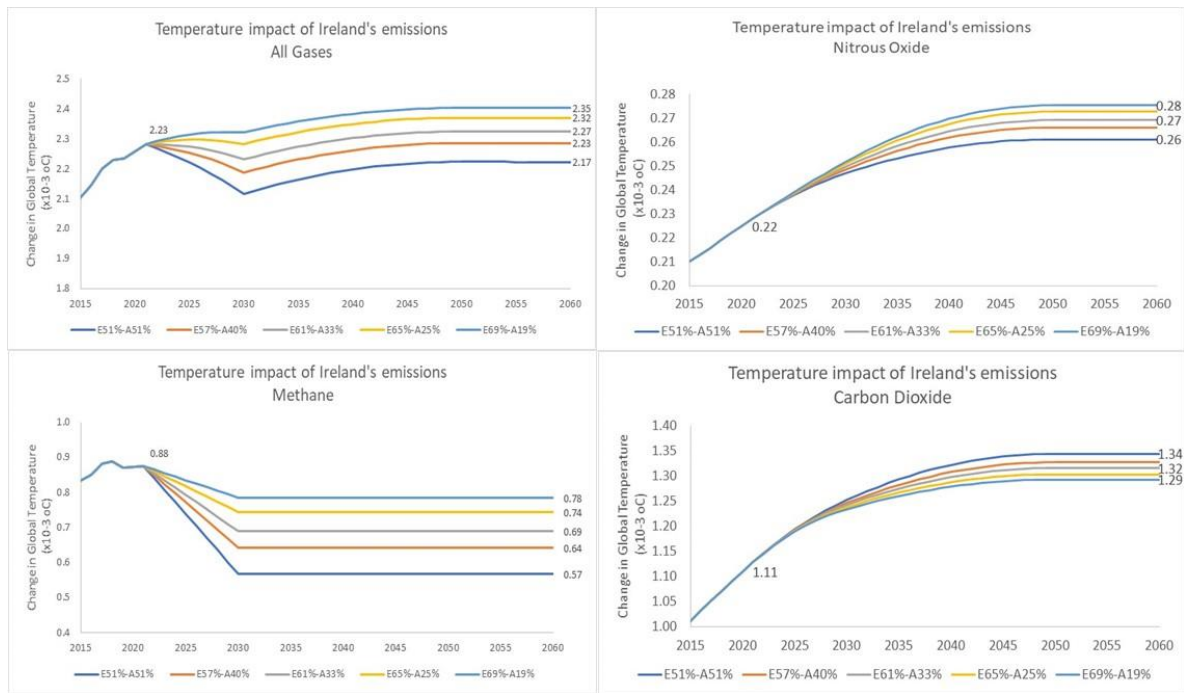 Temperature impact of Ireland's emissions
All Gases
Change in Global Temperature
(x10-3 oC)
2.5
2.4
2.3
2.2
2.1
2.0
1.9
1.8
2.23
2.35
2.32
2.27
2.23
2.17
2015 2020 2025 2030 2035 2040 2045 2050 2055 2060
E51%-A51% E57%-A40% E61%-A33% E65%-A25% E69%-A19%
Temperature impact of Ireland's emissions
Nitrous Oxide
Change in Global Temperature
(x10-3 oC)
0.28
0.27
0.26
0.25
0.24
0.23
0.22
0.21
0.20
0.22
0.28
0.27
0.26
2015 2020 2025 2030 2035 2040 2045 2050 2055 2060
E51%-A51% E57%-A40% E61%-A33% E65%-A25% E69%-A19%
Temperature impact of Ireland's emissions
Methane
Change in Global Temperature
(x10-3 oC)
1.0
0.9
0.8
0.7
0.6
0.5
0.4
0.88
0.78
0.74
0.69
0.64
0.57
2015 2020 2025 2030 2035 2040 2045 2050 2055 2060
E51%-A51% E57%-A40% E61%-A33% E65%-A25% E69%-A19%
Temperature impact of Ireland's emissions
Carbon Dioxide
Change in Global Temperature
(x10-3 oC)
1.40
1.35
1.30
1.25
1.20
1.15
1.10
1.05
1.00
1.11
1.34
1.32
1.29
2015 2020 2025 2030 2035 2040 2045 2050 2055 2060
E51%-A51% E57%-A40% E61%-A33% E65%-A25% E69%-A19%